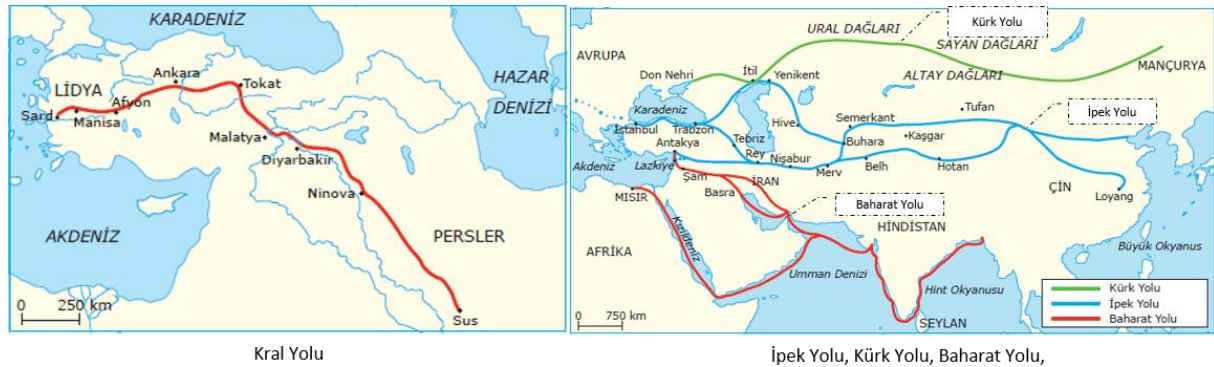 KARADENİZ
HAZAR
DENİZİ
LİDYA
Ankara
Tokat
Sard
Manisa
Afyon
Malatya
Diyarbakır
Ninova
AKDENİZ
PERSLER
Sus
0 250 km
Kral Yolu
Kürk Yolu
URAL DAĞLARI
SAYAN DAĞLARI
AVRUPA
MANÇURYA
Don Nehri
İtil
Yenikent
ALTAY DAĞLARI
Karadeniz
Tufan
İpek Yolu
İstanbul
Trabzon
Hive
Semerkant
Kaşgar
Antakya
Tebriz
Buhara
Akdeniz
Lazkiye
Rey
Nişabur
Merv
Belh
Hotan
Şam
İRAN
ÇİN
Loyang
MISIR
Basra
Baharat Yolu
HİNDİSTAN
Kızıldeniz
AFRİKA
Umman Denizi
Hint Okyanusu
Büyük Okyanus
SEYLAN
0 750 km
Kürk Yolu
İpek Yolu
Baharat Yolu
İpek Yolu, Kürk Yolu, Baharat Yolu,